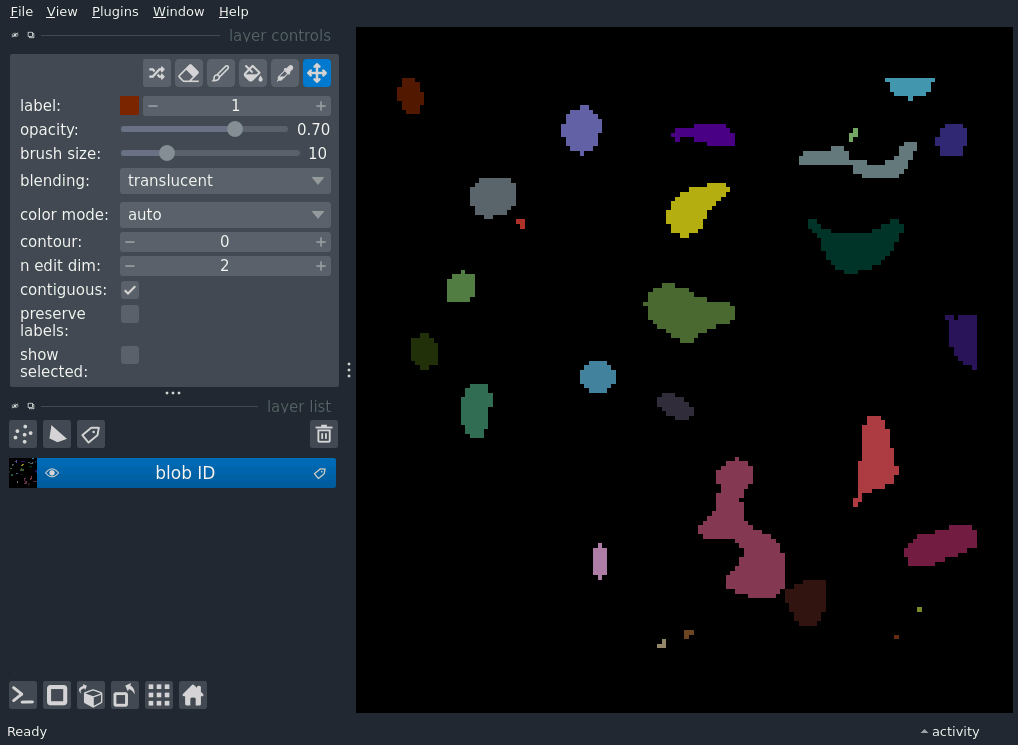 File View Plugins Window Help
layer controls
label: 1
opacity: 0.70
brush size: 10
blending: translucent
color mode: auto
contour: 0
n edit dim: 2
contiguous:
preserve
labels:
show
selected:
layer list
blob ID
Ready
activity